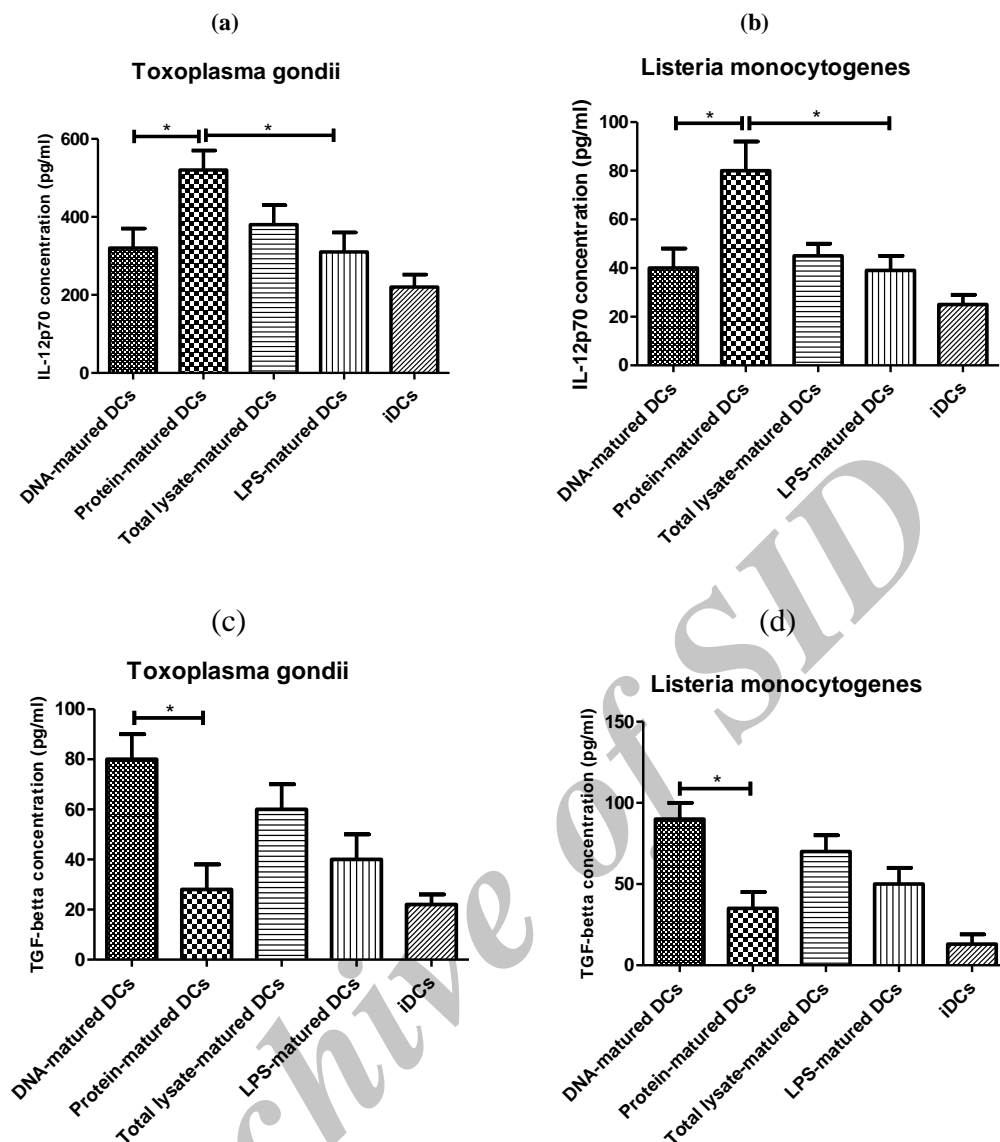 (a)
Toxoplasma gondii
IL-12p70 concentration (pg/ml)
600
400
200
0
*
*
DNA-matured DCs
Protein-matured DCs
Total lysate-matured DCs
LPS-matured DCs
iDCs
(b)
Listeria monocytogenes
IL-12p70 concentration (pg/ml)
100
80
60
40
20
0
*
*
DNA-matured DCs
Protein-matured DCs
Total lysate-matured DCs
LPS-matured DCs
iDCs
(c)
Toxoplasma gondii
TGF-betta concentration (pg/ml)
100
80
60
40
20
0
*
DNA-matured DCs
Protein-matured DCs
Total lysate-matured DCs
LPS-matured DCs
iDCs
(d)
Listeria monocytogenes
TGF-betta concentration (pg/ml)
150
100
50
0
*
DNA-matured DCs
Protein-matured DCs
Total lysate-matured DCs
LPS-matured DCs
iDCs
chive of SID